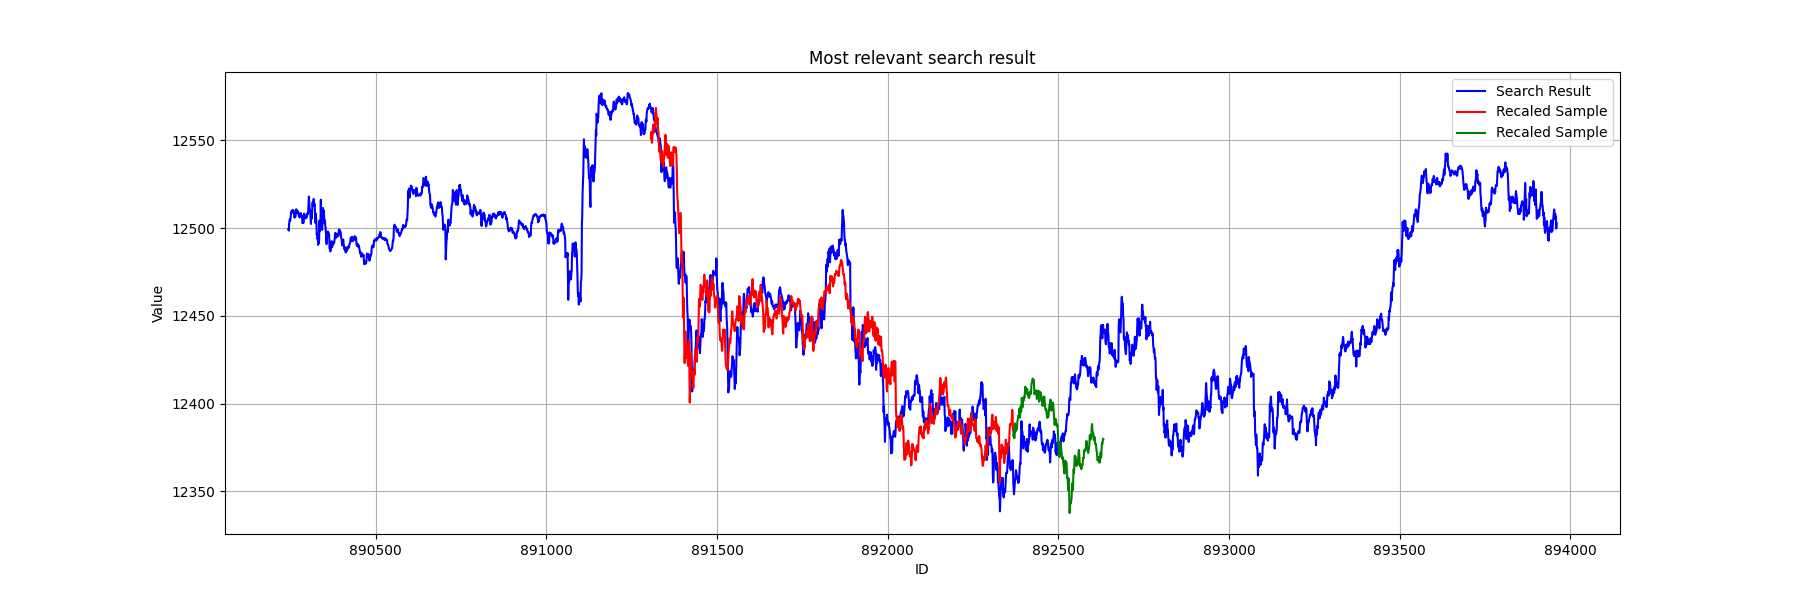 Most relevant search result
Search Result
Recaled Sample
Recaled Sample
12550
12500
12450
12400
12350
Value
890500 891000 891500 892000 892500 893000 893500 894000
ID